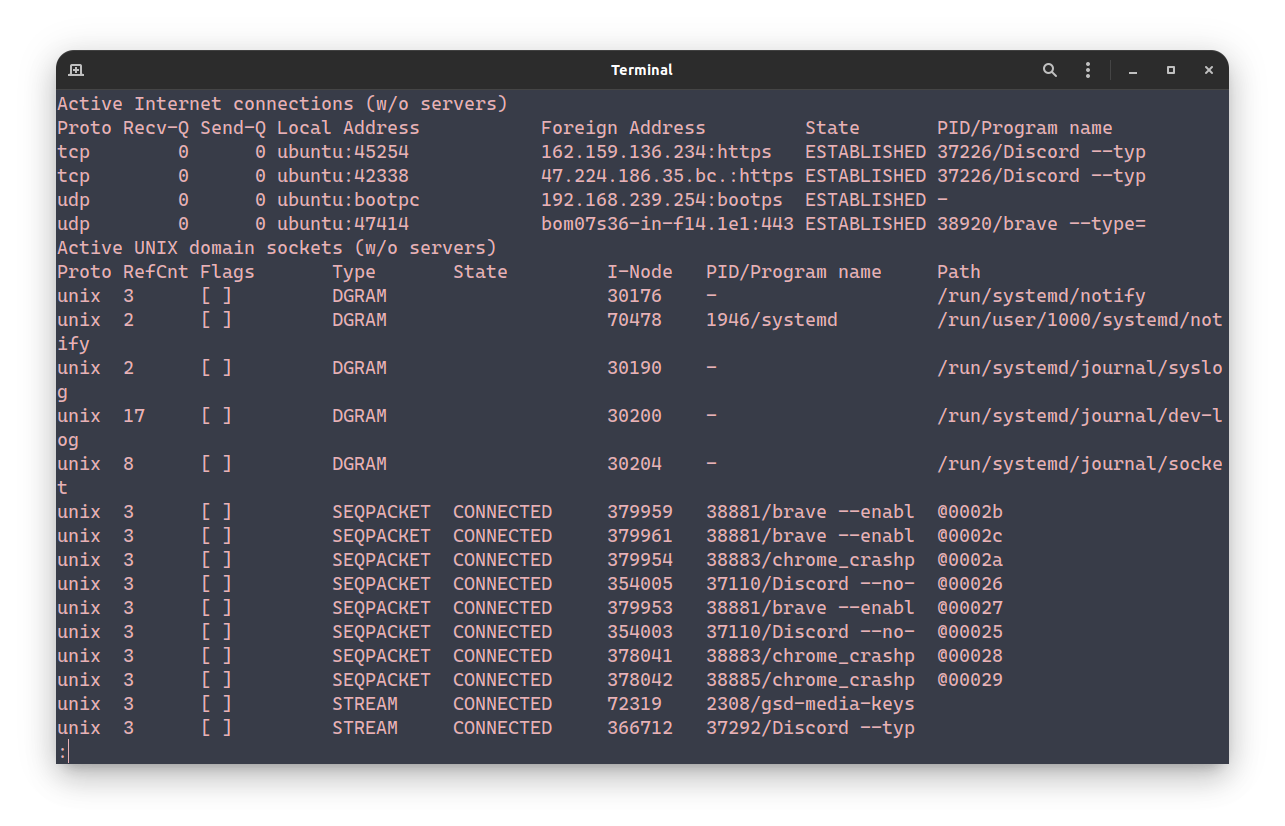 Terminal
Active Internet connections (w/o servers)
Proto Recv-Q Send-Q Local Address           Foreign Address         State       PID/Program name
tcp        0      0 ubuntu:45254            162.159.136.234:https   ESTABLISHED 37226/Discord --typ
tcp        0      0 ubuntu:42338            47.224.186.35.bc.:https ESTABLISHED 37226/Discord --typ
udp        0      0 ubuntu:bootpc           192.168.239.254:bootps  ESTABLISHED -
udp        0      0 ubuntu:47414            bom07s36-in-f14.1e1:443 ESTABLISHED 38920/brave --type=
Active UNIX domain sockets (w/o servers)
Proto RefCnt Flags       Type       State         I-Node   PID/Program name     Path
unix  3      [ ]         DGRAM                    30176    -                    /run/systemd/notify
unix  2      [ ]         DGRAM                    70478    1946/systemd         /run/user/1000/systemd/not
ify
unix  2      [ ]         DGRAM                    30190    -                    /run/systemd/journal/syslo
g
unix  17     [ ]         DGRAM                    30200    -                    /run/systemd/journal/dev-l
og
unix  8      [ ]         DGRAM                    30204    -                    /run/systemd/journal/socke
t
unix  3      [ ]         SEQPACKET  CONNECTED     379959   38881/brave --enabl  @0002b
unix  3      [ ]         SEQPACKET  CONNECTED     379961   38881/brave --enabl  @0002c
unix  3      [ ]         SEQPACKET  CONNECTED     379954   38883/chrome_crashp  @0002a
unix  3      [ ]         SEQPACKET  CONNECTED     354005   37110/Discord --no-  @00026
unix  3      [ ]         SEQPACKET  CONNECTED     379953   38881/brave --enabl  @00027
unix  3      [ ]         SEQPACKET  CONNECTED     354003   37110/Discord --no-  @00025
unix  3      [ ]         SEQPACKET  CONNECTED     378041   38883/chrome_crashp  @00028
unix  3      [ ]         SEQPACKET  CONNECTED     378042   38885/chrome_crashp  @00029
unix  3      [ ]         STREAM     CONNECTED     72319    2308/gsd-media-keys
unix  3      [ ]         STREAM     CONNECTED     366712   37292/Discord --typ
: